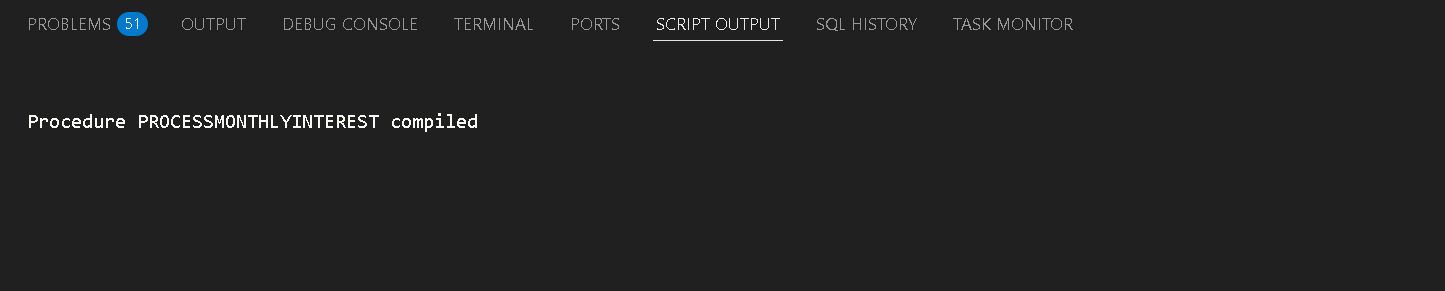 PROBLEMS 51 OUTPUT DEBUG CONSOLE TERMINAL PORTS SCRIPT OUTPUT SQL HISTORY TASK MONITOR
Procedure PROCESSMONTHLYINTEREST compiled